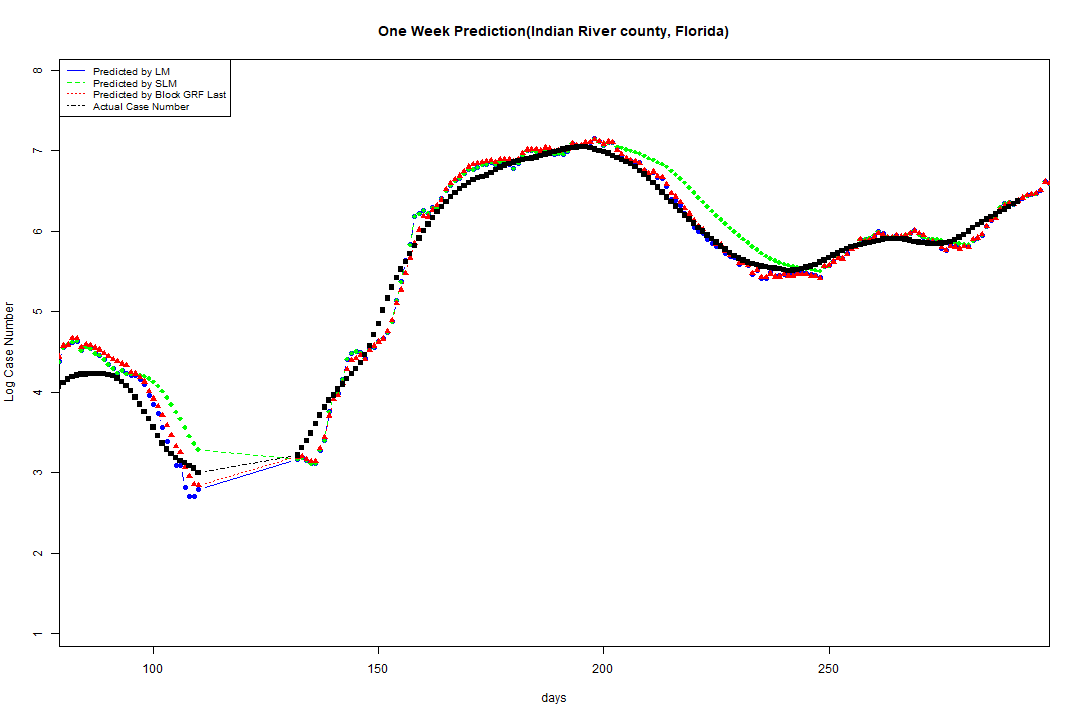 One Week Prediction(Indian River county, Florida)
Predicted by LM
Predicted by SLM
Predicted by Block GRF Last
Actual Case Number
8
7
6
5
4
3
2
1
Log Case Number
100 150 200 250
days